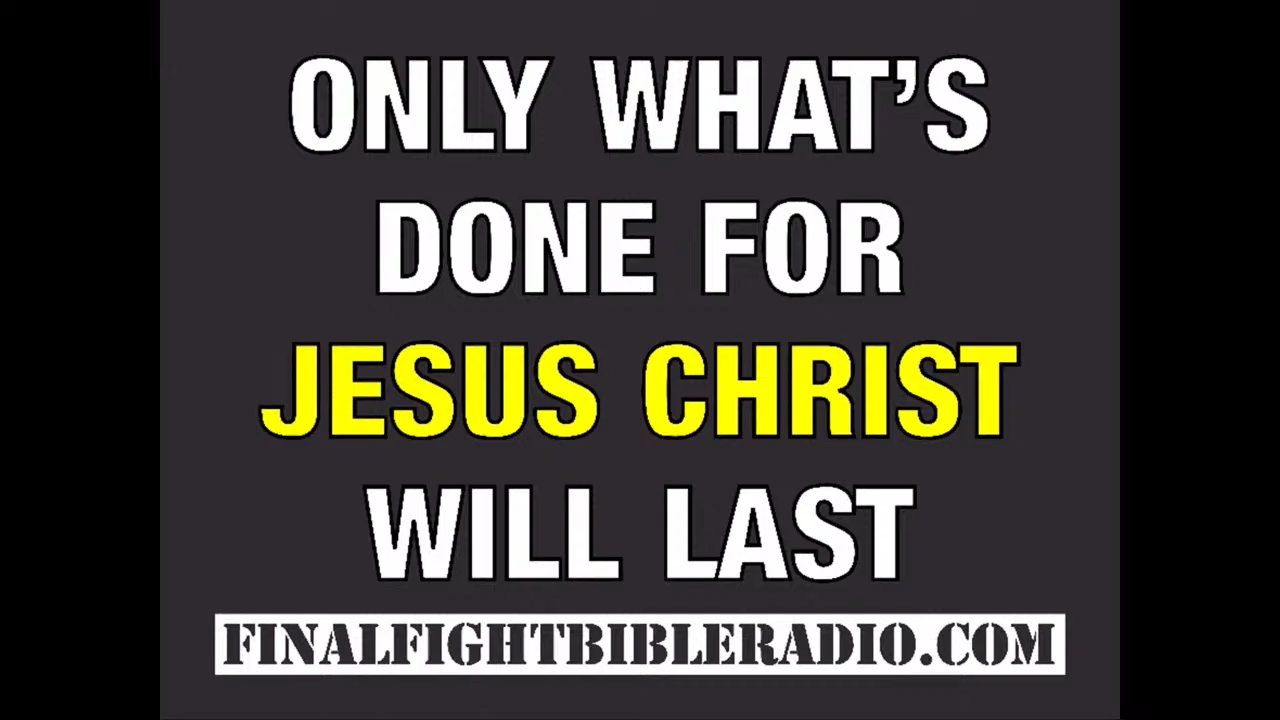 ONLY WHAT’S
DONE FOR
JESUS CHRIST
WILL LAST
FINALFIGHTBIBLERADIO.COM